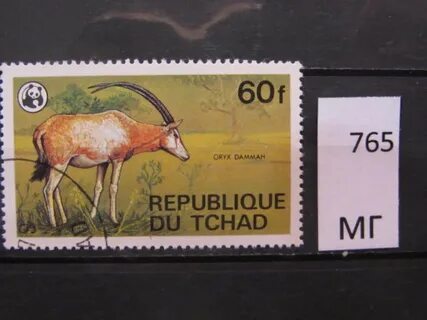 60f
ORYX DAMMAH
REPUBLIQUE
DU TCHAD
765
МГ